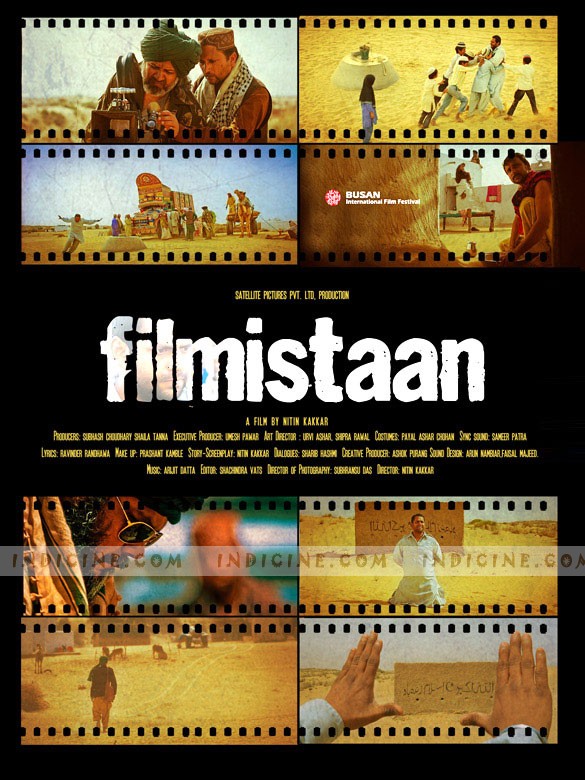 BUSAN
International Film Festival
SATELLITE PICTURES PVT. LTD, PRODUCTION
filmistaan
A FILM BY NITIN KAKKAR
PRODUCERS: SUBHASH CHOUDHARY SHAILA TANNA EXECUTIVE PRODUCER: UMESH PAWAR ART DIRECTOR : URVI ASHAR, SHIPRA RAWAL COSTUMES: PAYAL ASHAR CHOHAN SYNC SOUND: SAMEER PATRA
LYRICS: RAVINDER RANDHAWA MAKE UP: PRASHANT KAMBLE STORY-SCREENPLAY: NITIN KAKKAR DIALOGUES: SHARIB HASHMI CREATIVE PRODUCER: ASHOK PURANG SOUND DESIGN: ARUN NAMBIAR,FAISAL MAJEED.
MUSIC: ARIJIT DATTA EDITOR: SHACHINDRA VATS DIRECTOR OF PHOTOGRAPHY: SUBHRANSU DAS DIRECTOR: NITIN KAKKAR
INDICINE.COM INDICINE.COM INDICINE.COM